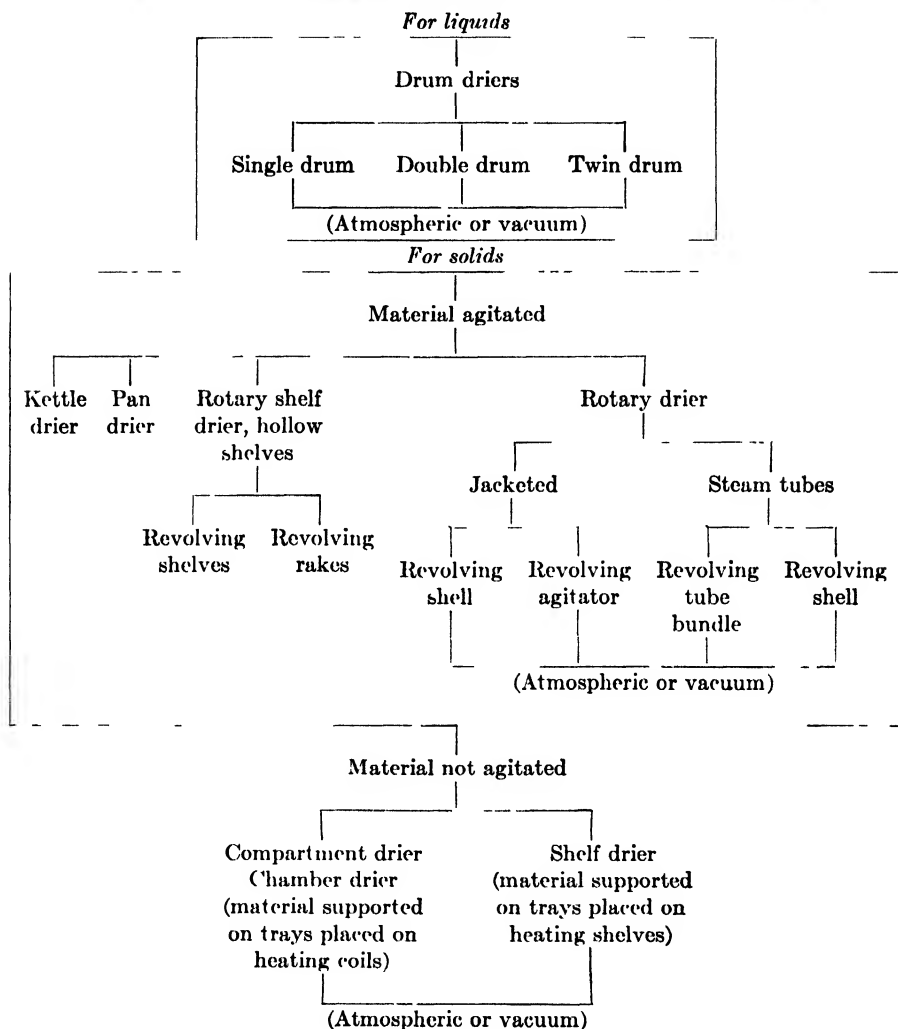 For liquids
Drum driers
Single drum Double drum Twin drum
(Atmospheric or vacuum)
For solids
Material agitated
Kettle drier
Pan drier
Rotary shelf drier, hollow shelves
Rotary drier
Jacketed Steam tubes
Revolving shelves
Revolving rakes
Revolving shell
Revolving agitator
Revolving tube bundle
Revolving shell
(Atmospheric or vacuum)
Material not agitated
Compartment drier
Chamber drier
(material supported
on trays placed on
heating coils)
Shelf drier
(material supported
on trays placed on
heating shelves)
(Atmospheric or vacuum)